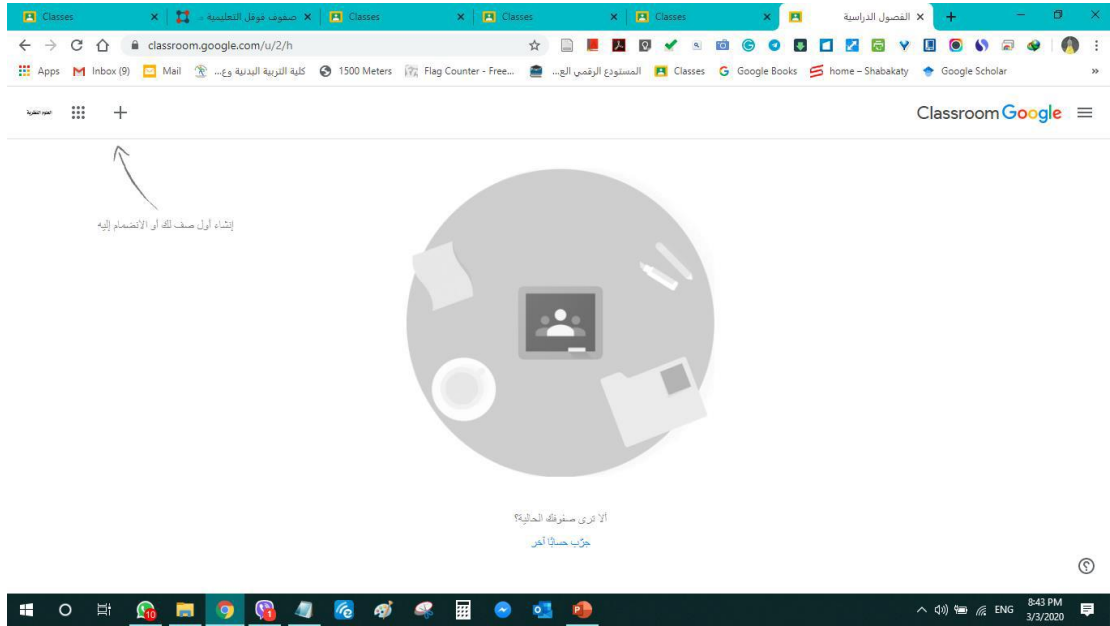 Classes
صفوف قوقل التعليمية -
Classes
Classes
Classes
الفصول الدراسية
classroom.google.com/u/2/h
Apps
Inbox (9)
Mail
كلية التربية البدنية وع...
1500 Meters
Flag Counter - Free...
المستودع الرقمي الع...
Classes
Google Books
home – Shabakaty
Google Scholar
»
Classroom Google
إنشاء أول صف لك أو الانضمام إليه
ألا ترى صفوفك الحالية؟
جرّب حسابًا آخر
10
1
ENG
8:43 PM
3/3/2020